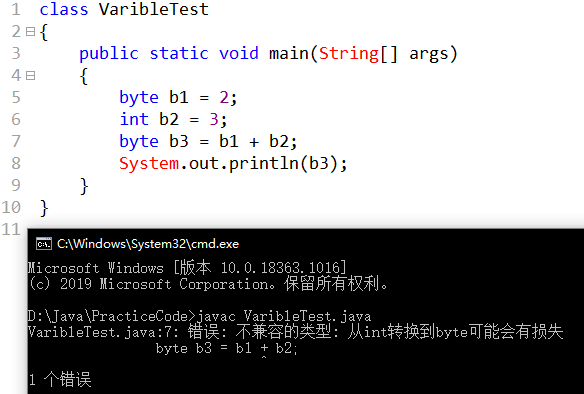 1 class VaribleTest
2 {
3 public static void main(String[] args)
4 {
5 byte b1 = 2;
6 int b2 = 3;
7 byte b3 = b1 + b2;
8 System.out.println(b3);
9 }
10 }
11
C:\Windows\System32\cmd.exe
Microsoft Windows [版本 10.0.18363.1016]
(c) 2019 Microsoft Corporation。保留所有权利。
D:\Java\PracticeCode>javac VaribleTest.java
VaribleTest.java:7: 错误: 不兼容的类型: 从int转换到byte可能会有损失
byte b3 = b1 + b2;
^
1 个错误